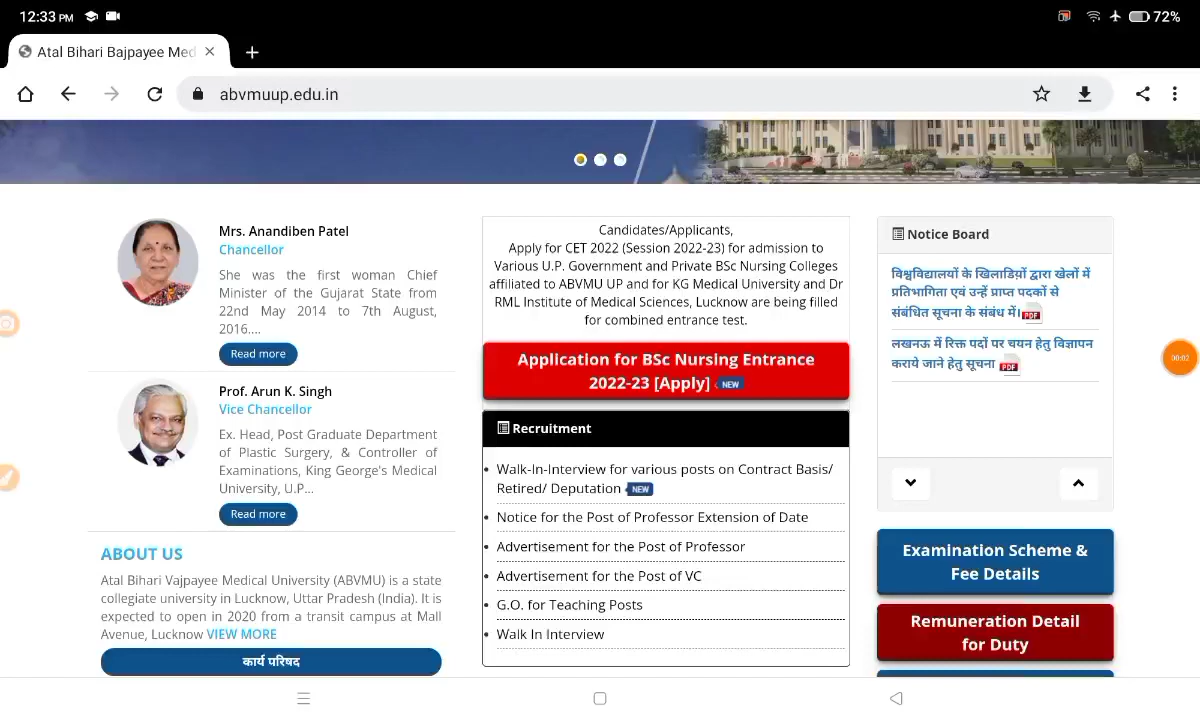 12:33 PM
72%
Atal Bihari Bajpayee Med
abvmuup.edu.in
Mrs. Anandiben Patel
Chancellor
She was the first woman Chief
Minister of the Gujarat State from
22nd May 2014 to 7th August,
2016....
Read more
Prof. Arun K. Singh
Vice Chancellor
Ex. Head, Post Graduate Department
of Plastic Surgery, & Controller of
Examinations, King George's Medical
University, U.P...
Read more
ABOUT US
Atal Bihari Vajpayee Medical University (ABVMU) is a state
collegiate university in Lucknow, Uttar Pradesh (India). It is
expected to open in 2020 from a transit campus at Mall
Avenue, Lucknow VIEW MORE
कार्य परिषद
Candidates/Applicants,
Apply for CET 2022 (Session 2022-23) for admission to
Various U.P. Government and Private BSc Nursing Colleges
affiliated to ABVMU UP and for KG Medical University and Dr
RML Institute of Medical Sciences, Lucknow are being filled
for combined entrance test.
Application for BSc Nursing Entrance
2022-23 [Apply] NEW
Recruitment
Walk-In-Interview for various posts on Contract Basis/
Retired/ Deputation NEW
Notice for the Post of Professor Extension of Date
Advertisement for the Post of Professor
Advertisement for the Post of VC
G.O. for Teaching Posts
Walk In Interview
Notice Board
विश्वविद्यालयों के खिलाडिय़ों द्वारा खेलों में
प्रतिभागिता एवं उन्हें प्राप्त पदकों से
संबंधित सूचना के संबंध में। PDF
लखनऊ में रिक्त पदों पर चयन हेतु विज्ञापन
कराये जाने हेतु सूचना PDF
00:02
Examination Scheme &
Fee Details
Remuneration Detail
for Duty